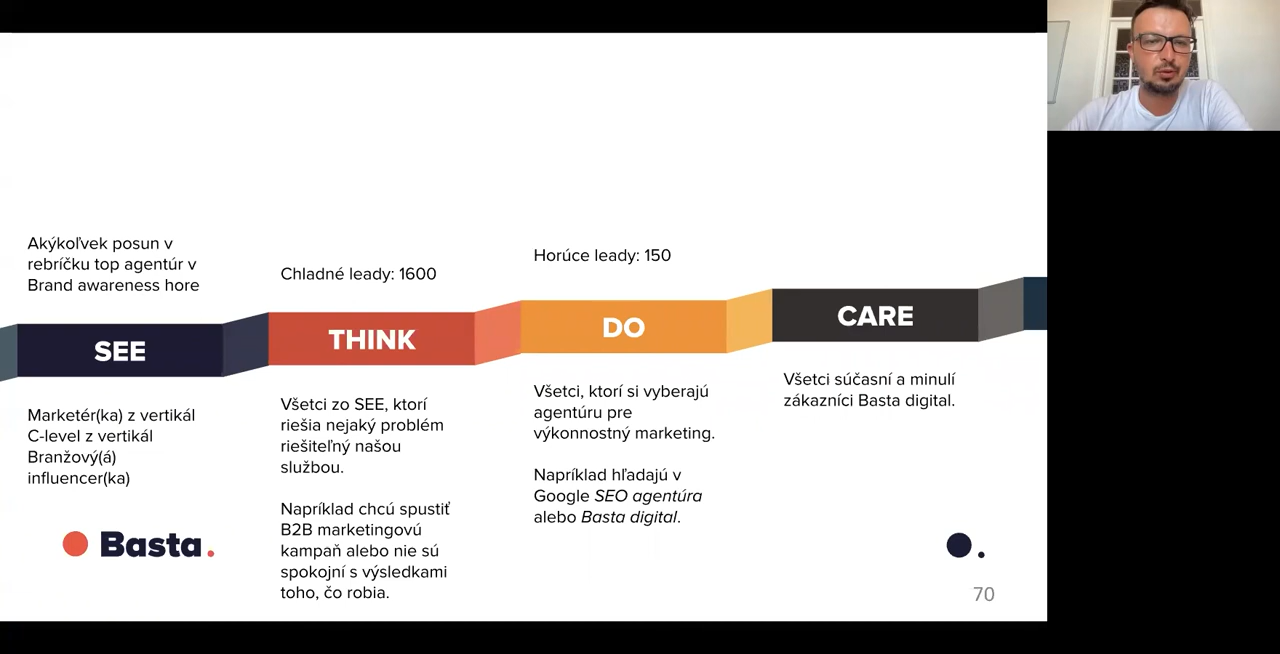 Akýkoľvek posun v
rebríčku top agentúr v
Brand awareness hore
Chladné leady: 1600
Horúce leady: 150
SEE
THINK
DO
CARE
Marketér(ka) z vertikál
C-level z vertikál
Branžový(á)
influencer(ka)
Všetci zo SEE, ktorí
riešia nejaký problém
riešiteľný našou
službou.
Napríklad chcú spustiť
B2B marketingovú
kampaň alebo nie sú
spokojní s výsledkami
toho, čo robia.
Všetci, ktorí si vyberajú
agentúru pre
výkonnostný marketing.
Napríklad hľadajú v
Google SEO agentúra
alebo Basta digital.
Všetci súčasní a minulí
zákazníci Basta digital.
Basta.
70